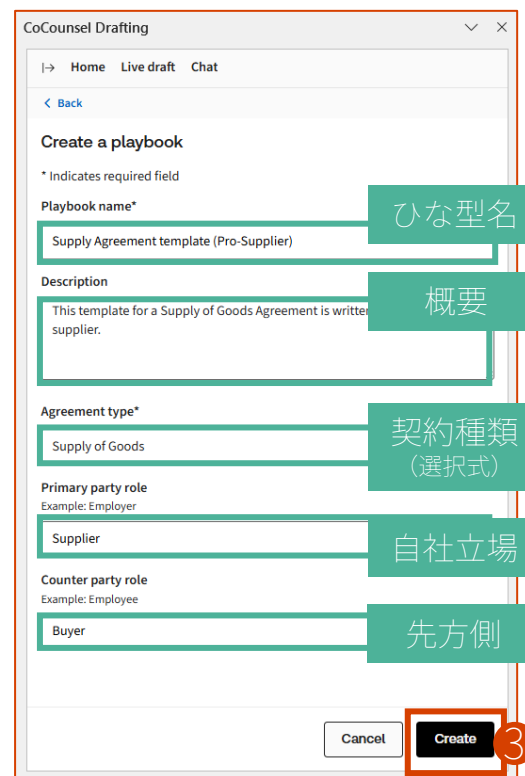 CoCounsel Drafting
Home Live draft Chat
Back
Create a playbook
* Indicates required field
Playbook name*
ひな型名
Supply Agreement template (Pro-Supplier)
Description
概要
This template for a Supply of Goods Agreement is writte
supplier.
Agreement type*
契約種類
（選択式）
Supply of Goods
Primary party role
Example: Employer
Supplier
自社立場
Counter party role
Example: Employee
Buyer
先方側
Cancel Create
3